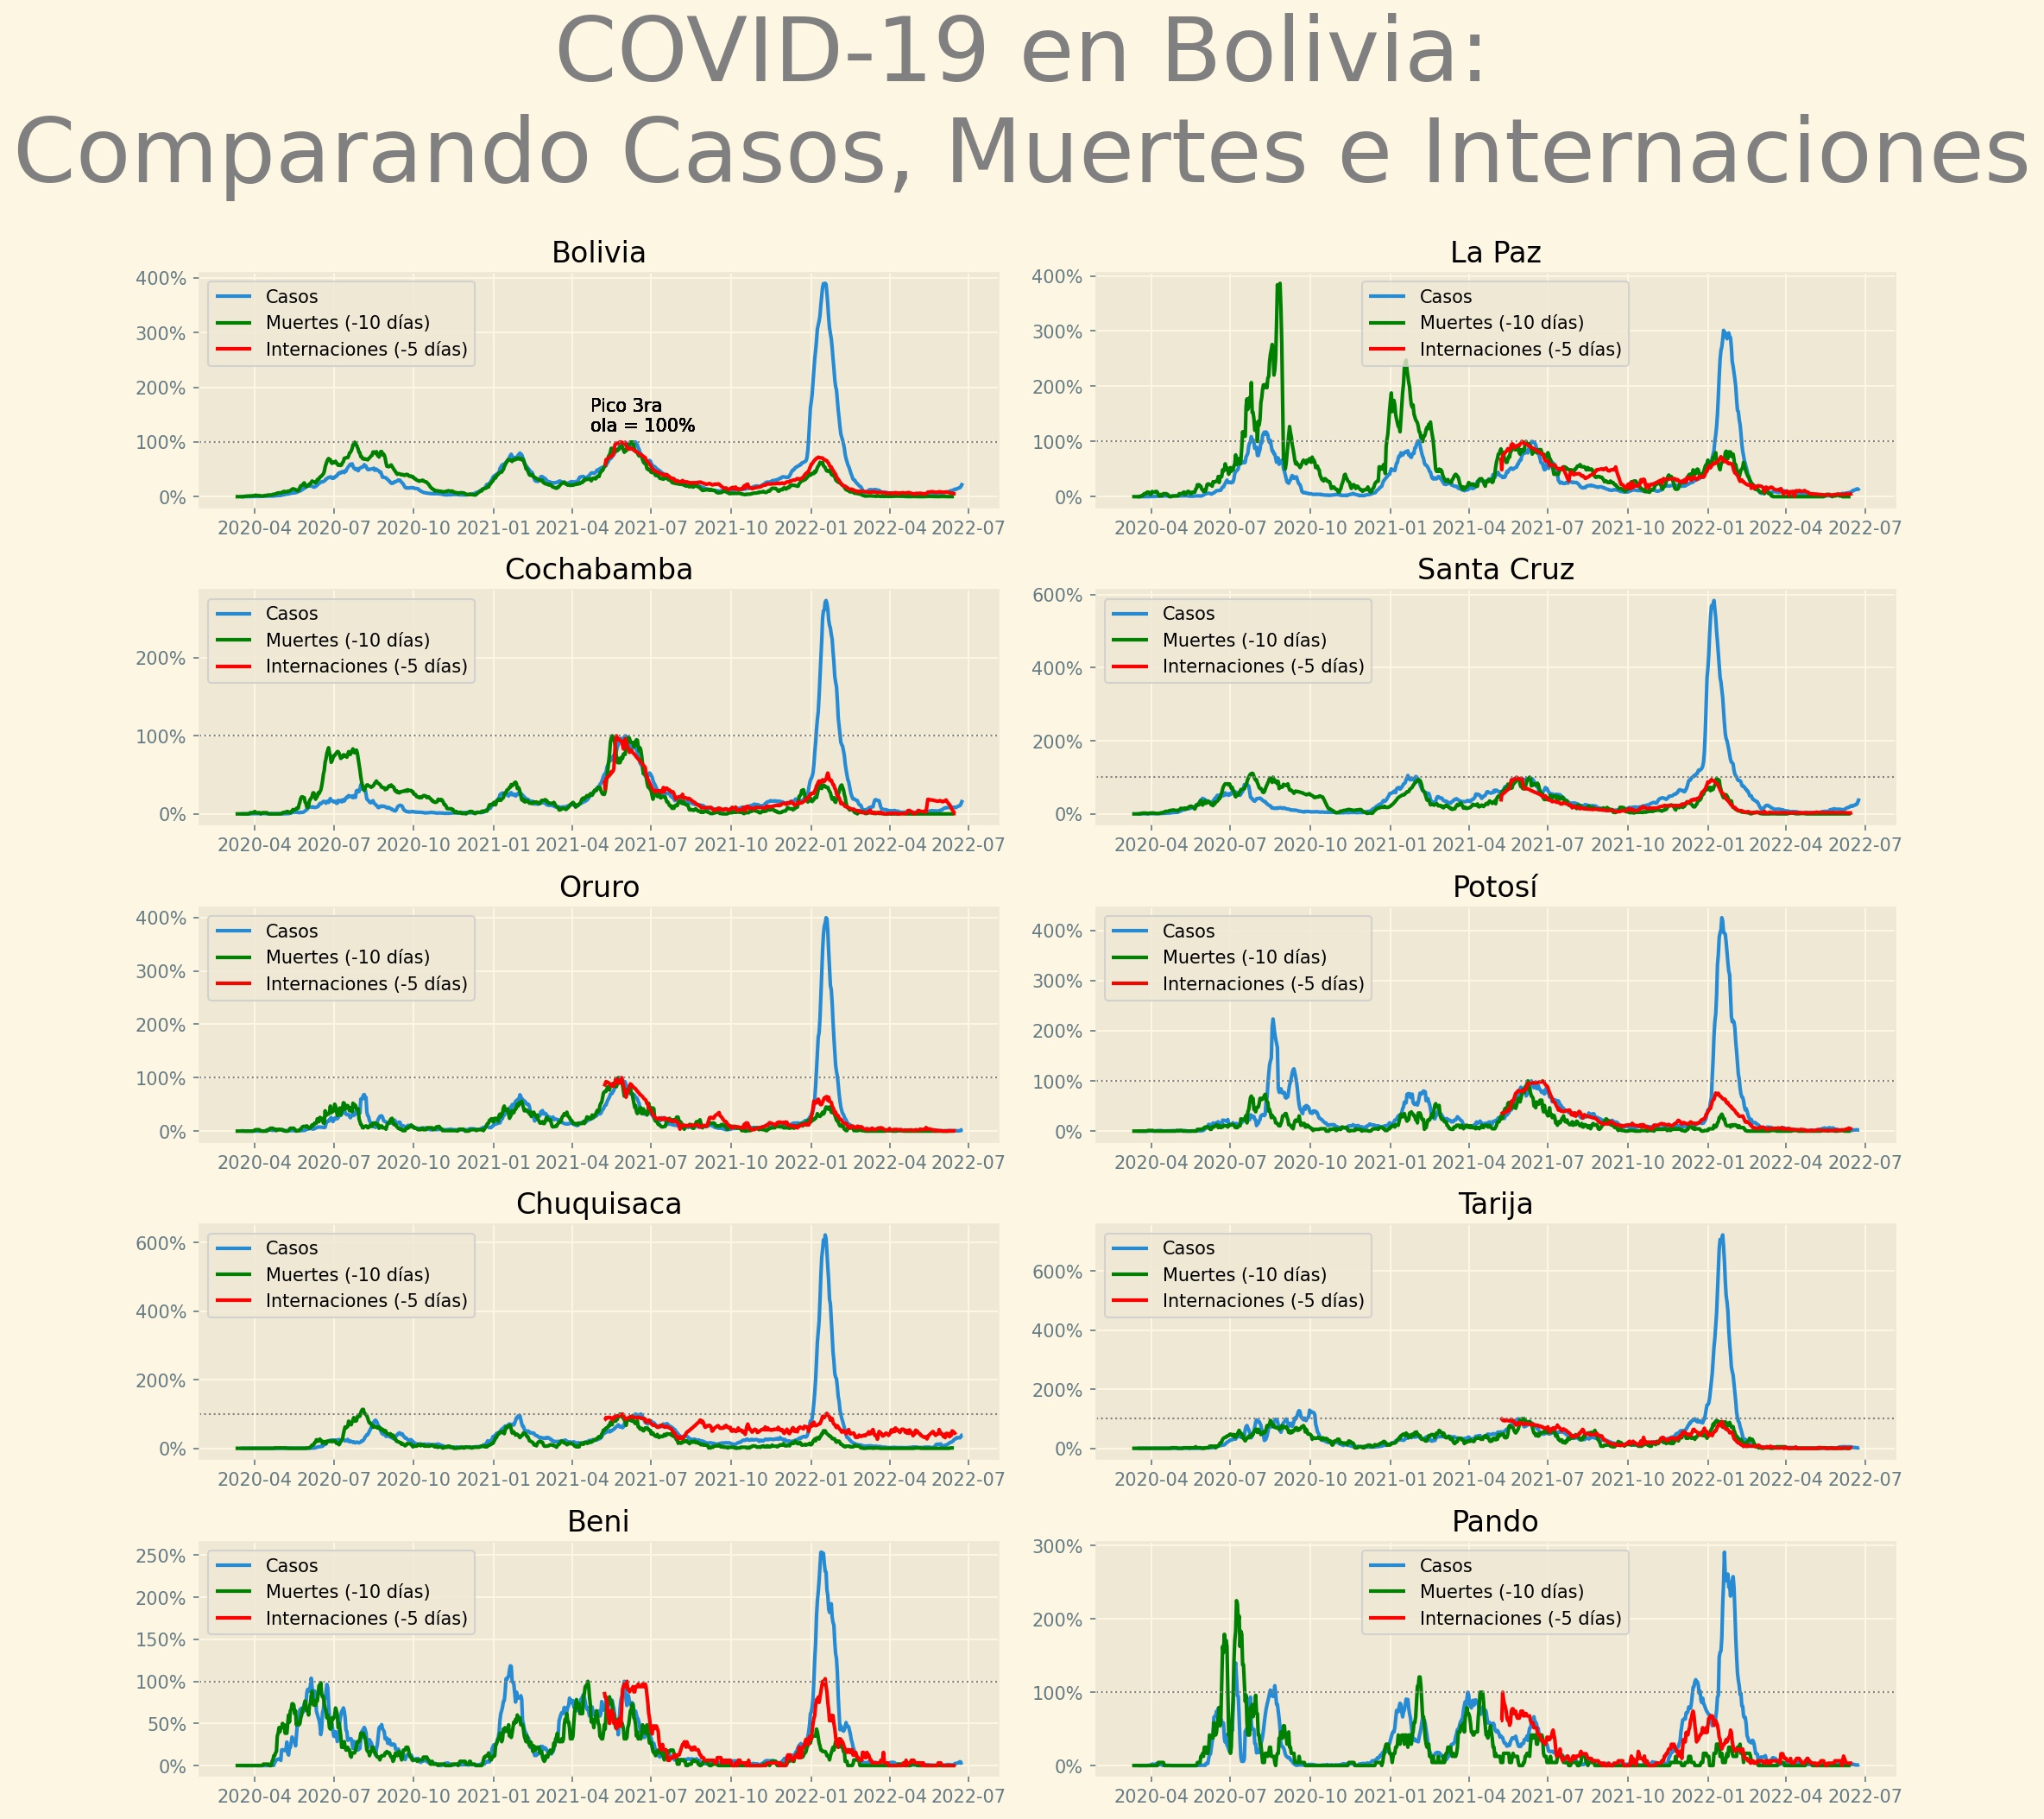 COVID-19 en Bolivia:
Comparando Casos, Muertes e Internaciones
Bolivia
400%
300%
200%
100%
0%
Casos
Muertes (-10 días)
Internaciones (-5 días)
Pico 3ra
ola = 100%
2020-04 2020-07 2020-10 2021-01 2021-04 2021-07 2021-10 2022-01 2022-04 2022-07
La Paz
400%
300%
200%
100%
0%
Casos
Muertes (-10 días)
Internaciones (-5 días)
2020-04 2020-07 2020-10 2021-01 2021-04 2021-07 2021-10 2022-01 2022-04 2022-07
Cochabamba
200%
100%
0%
Casos
Muertes (-10 días)
Internaciones (-5 días)
2020-04 2020-07 2020-10 2021-01 2021-04 2021-07 2021-10 2022-01 2022-04 2022-07
Santa Cruz
600%
400%
200%
0%
Casos
Muertes (-10 días)
Internaciones (-5 días)
2020-04 2020-07 2020-10 2021-01 2021-04 2021-07 2021-10 2022-01 2022-04 2022-07
Oruro
400%
300%
200%
100%
0%
Casos
Muertes (-10 días)
Internaciones (-5 días)
2020-04 2020-07 2020-10 2021-01 2021-04 2021-07 2021-10 2022-01 2022-04 2022-07
Potosí
400%
300%
200%
100%
0%
Casos
Muertes (-10 días)
Internaciones (-5 días)
2020-04 2020-07 2020-10 2021-01 2021-04 2021-07 2021-10 2022-01 2022-04 2022-07
Chuquisaca
600%
400%
200%
0%
Casos
Muertes (-10 días)
Internaciones (-5 días)
2020-04 2020-07 2020-10 2021-01 2021-04 2021-07 2021-10 2022-01 2022-04 2022-07
Tarija
600%
400%
200%
0%
Casos
Muertes (-10 días)
Internaciones (-5 días)
2020-04 2020-07 2020-10 2021-01 2021-04 2021-07 2021-10 2022-01 2022-04 2022-07
Beni
250%
200%
150%
100%
50%
0%
Casos
Muertes (-10 días)
Internaciones (-5 días)
2020-04 2020-07 2020-10 2021-01 2021-04 2021-07 2021-10 2022-01 2022-04 2022-07
Pando
300%
200%
100%
0%
Casos
Muertes (-10 días)
Internaciones (-5 días)
2020-04 2020-07 2020-10 2021-01 2021-04 2021-07 2021-10 2022-01 2022-04 2022-07